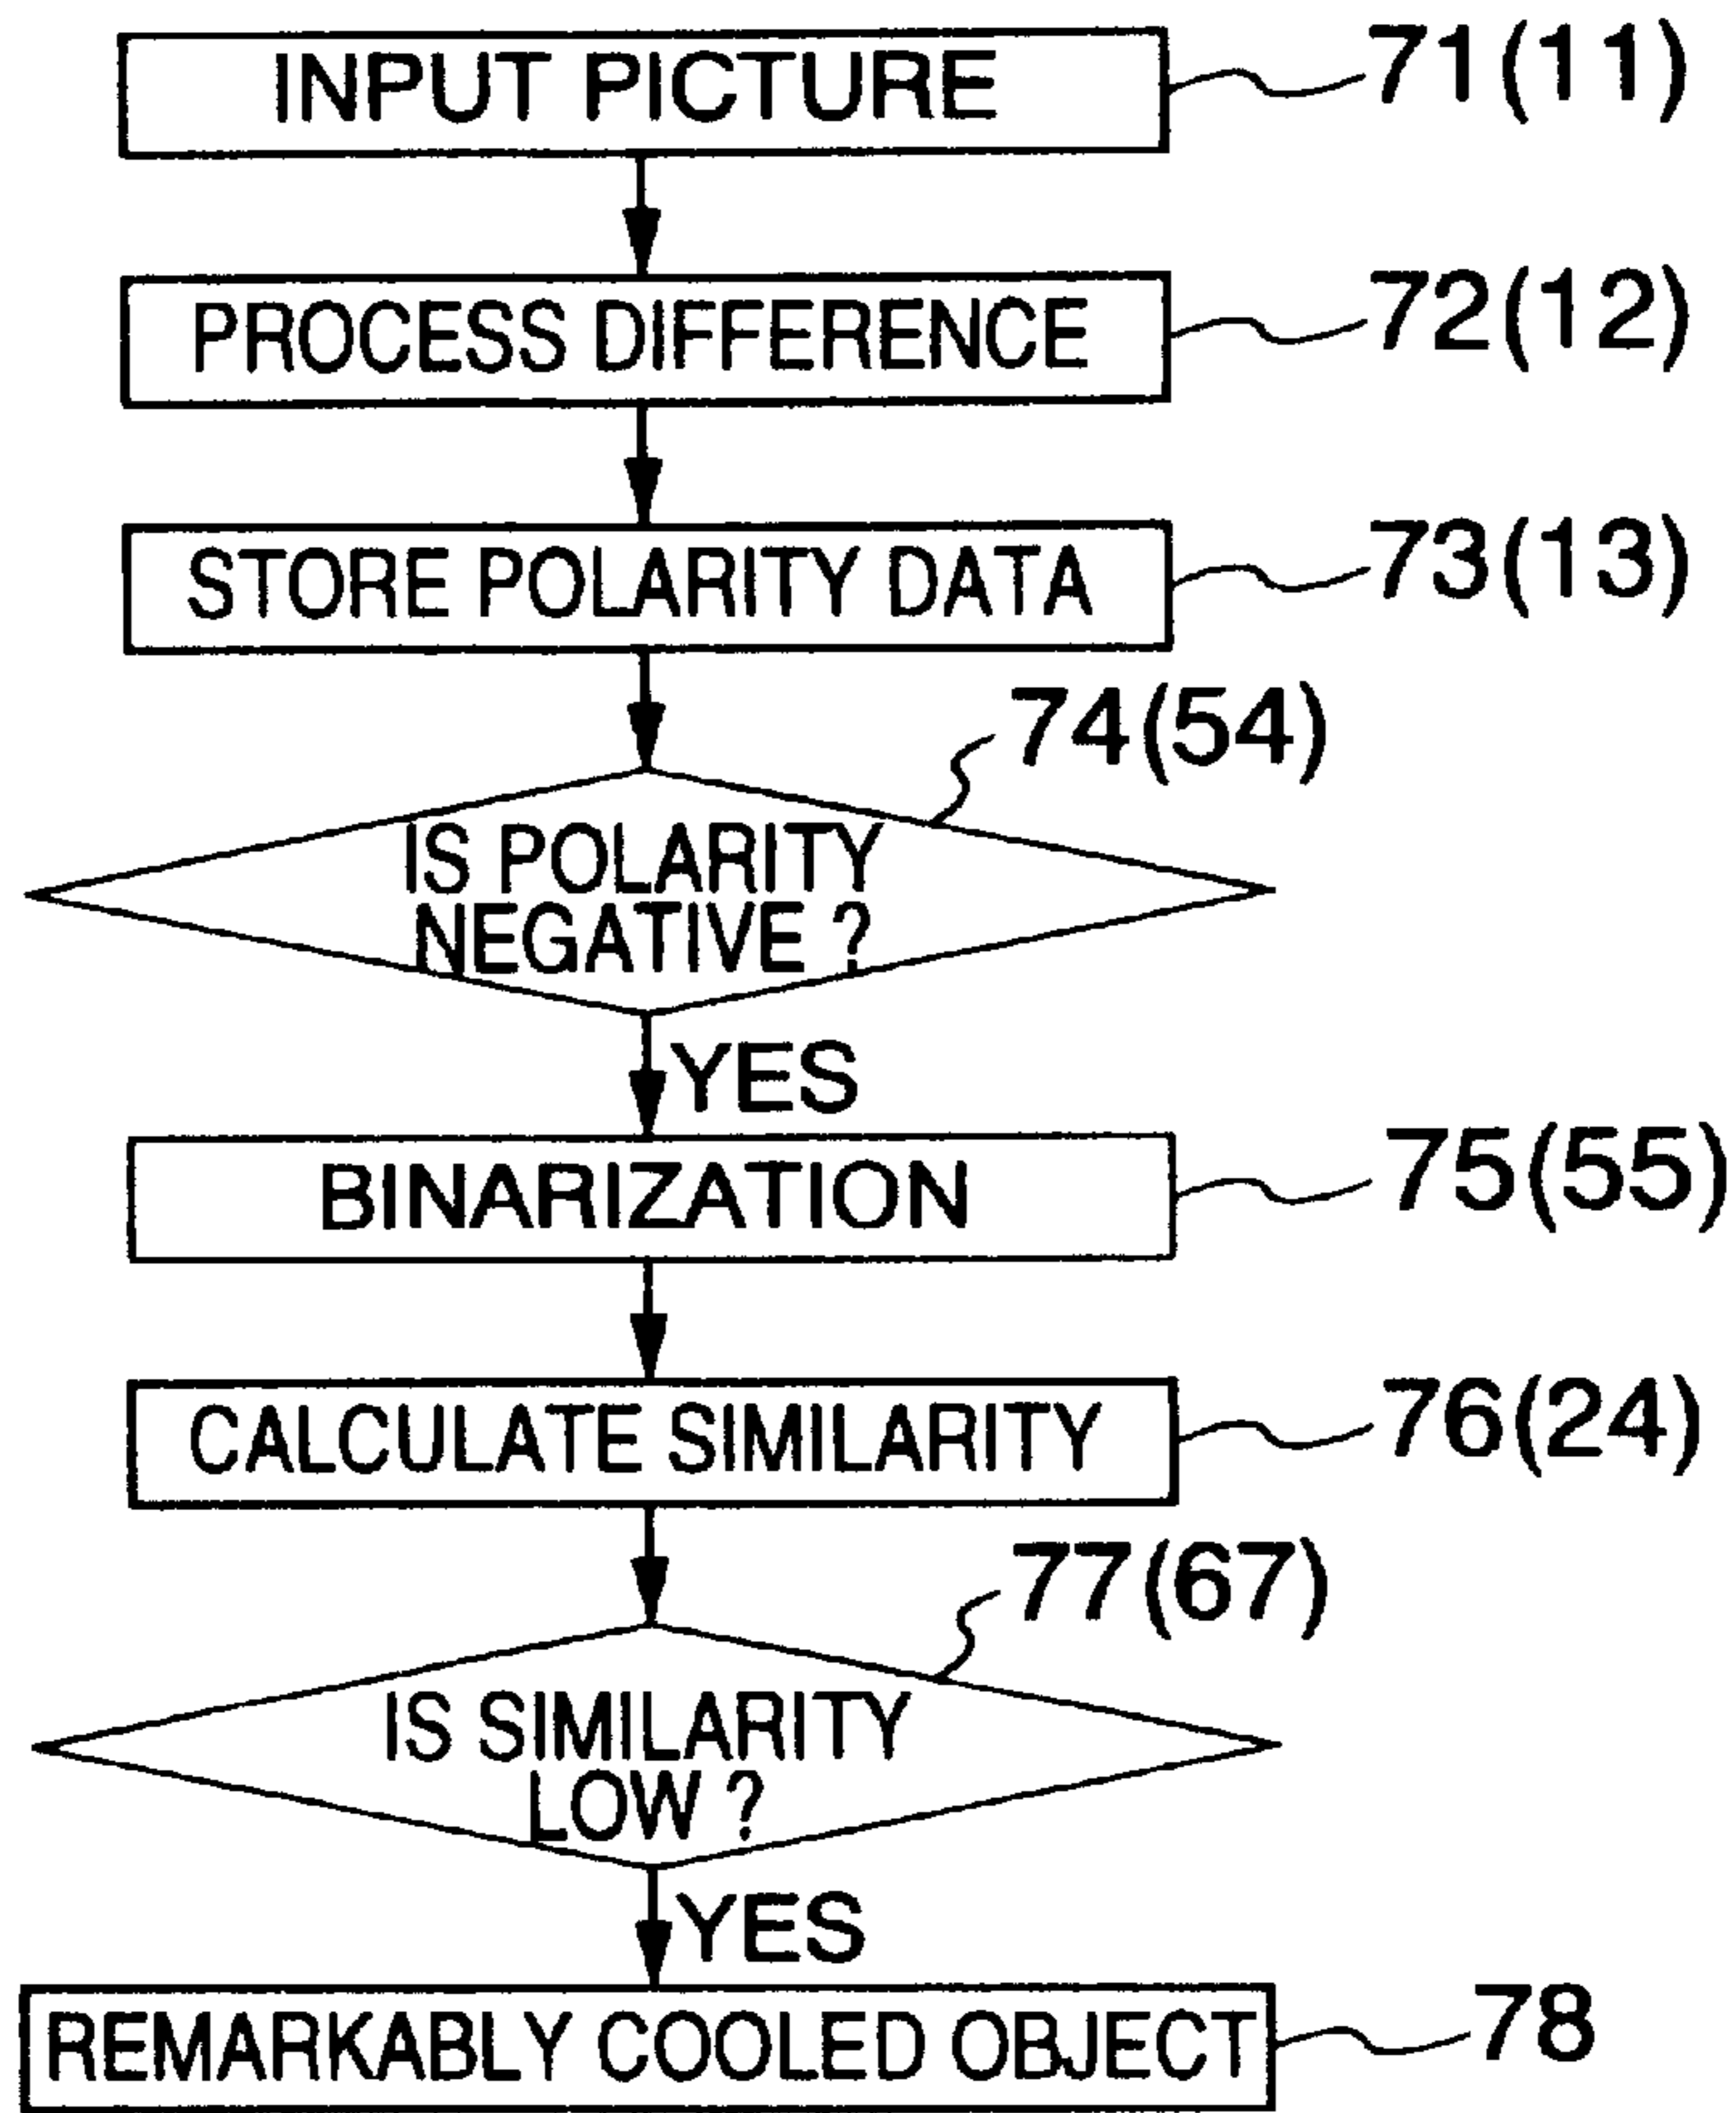 INPUT PICTURE 71(11)
PROCESS DIFFERENCE 72(12)
STORE POLARITY DATA 73(13)
74(54)
IS POLARITY
NEGATIVE ?
YES
BINARIZATION 75(55)
CALCULATE SIMILARITY 76(24)
77(67)
IS SIMILARITY
LOW ?
YES
REMARKABLY COOLED OBJECT 78